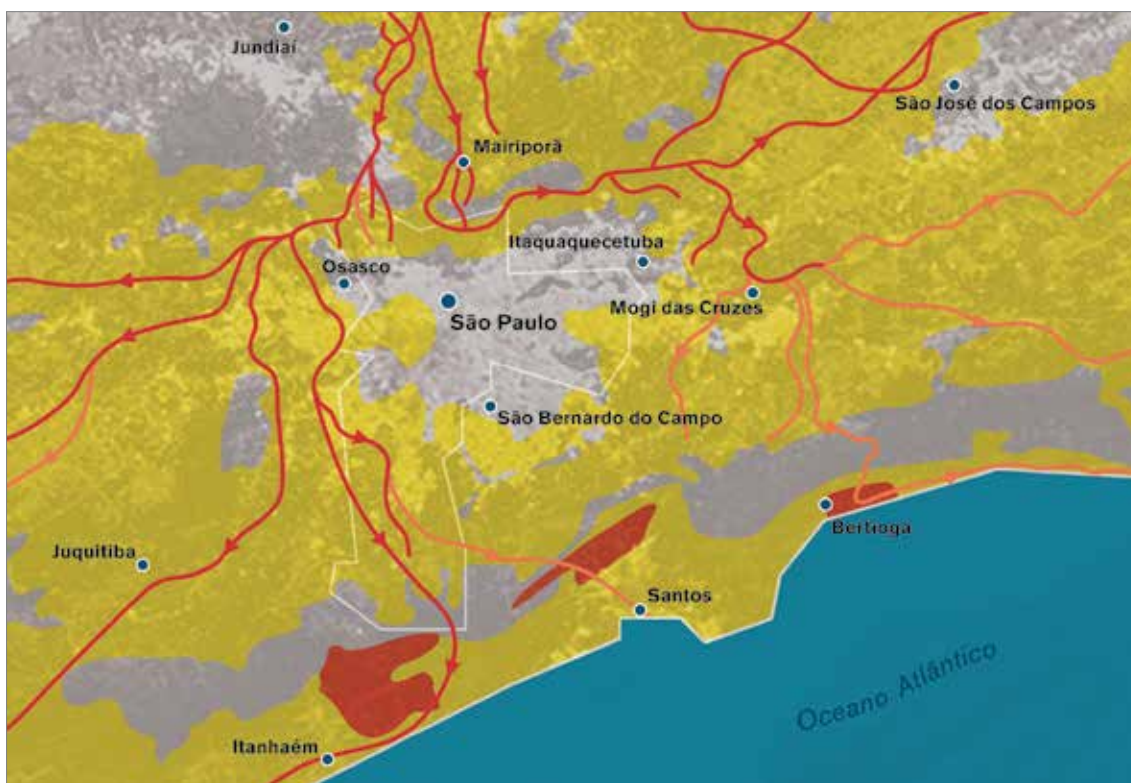 Jundiaí
São José dos Campos
Mairiporã
Itaquaquecetuba
Osasco
Mogi das Cruzes
São Paulo
São Bernardo do Campo
Bertioga
Juquitiba
Santos
Oceano Atlântico
Itanhaém